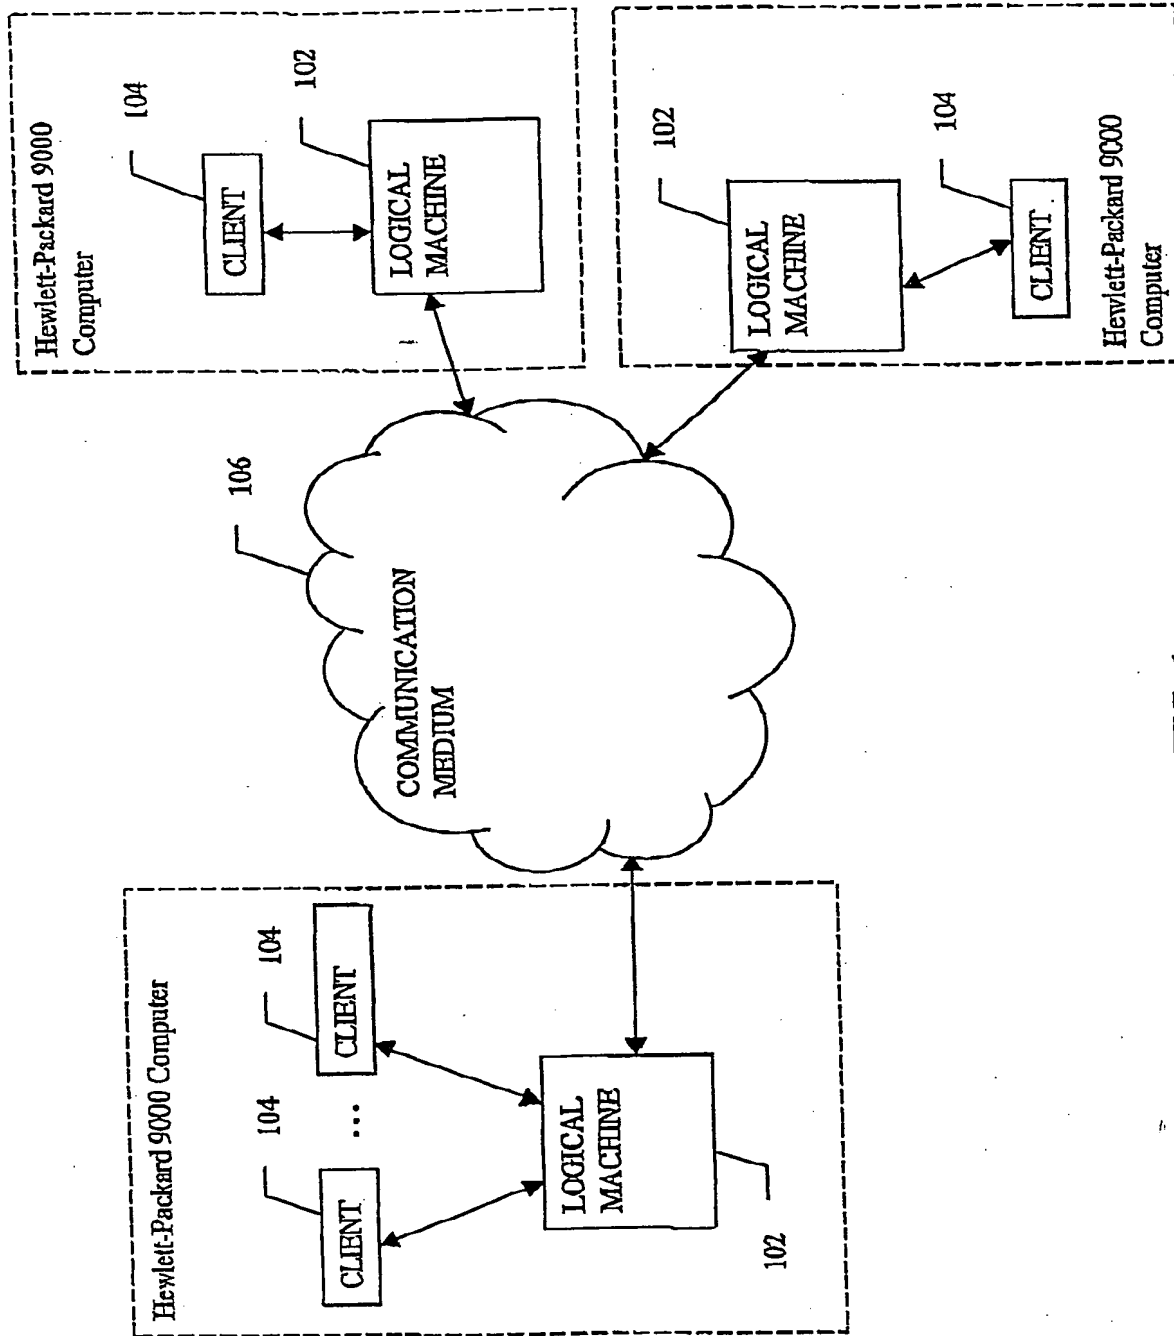 Hewlett-Packard 9000 Computer
104
104
CLIENT ... CLIENT
LOGICAL
MACHINE
102
106
COMMUNICATION
MEDIUM
Hewlett-Packard 9000
Computer
104
CLIENT
102
LOGICAL
MACHINE
102
LOGICAL
MACHINE
104
CLIENT
Hewlett-Packard 9000
Computer